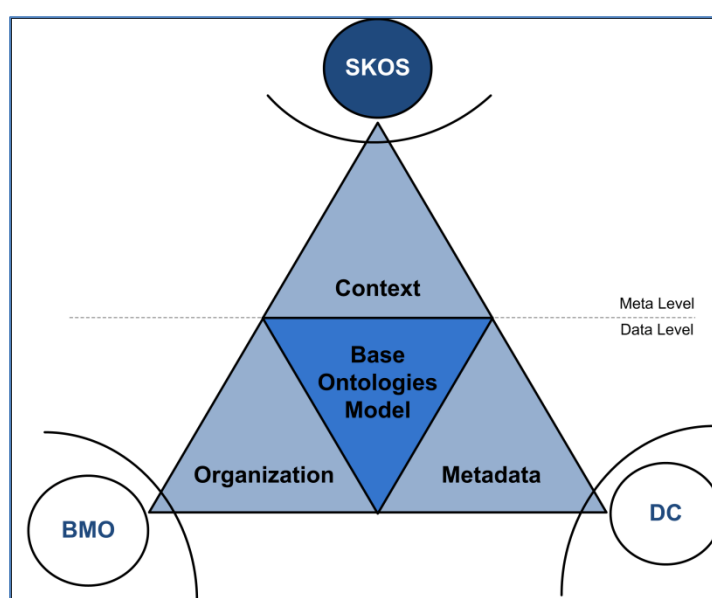 SKOS
Context
Meta Level
Data Level
Base
Ontologies
Model
Organization
Metadata
BMO
DC